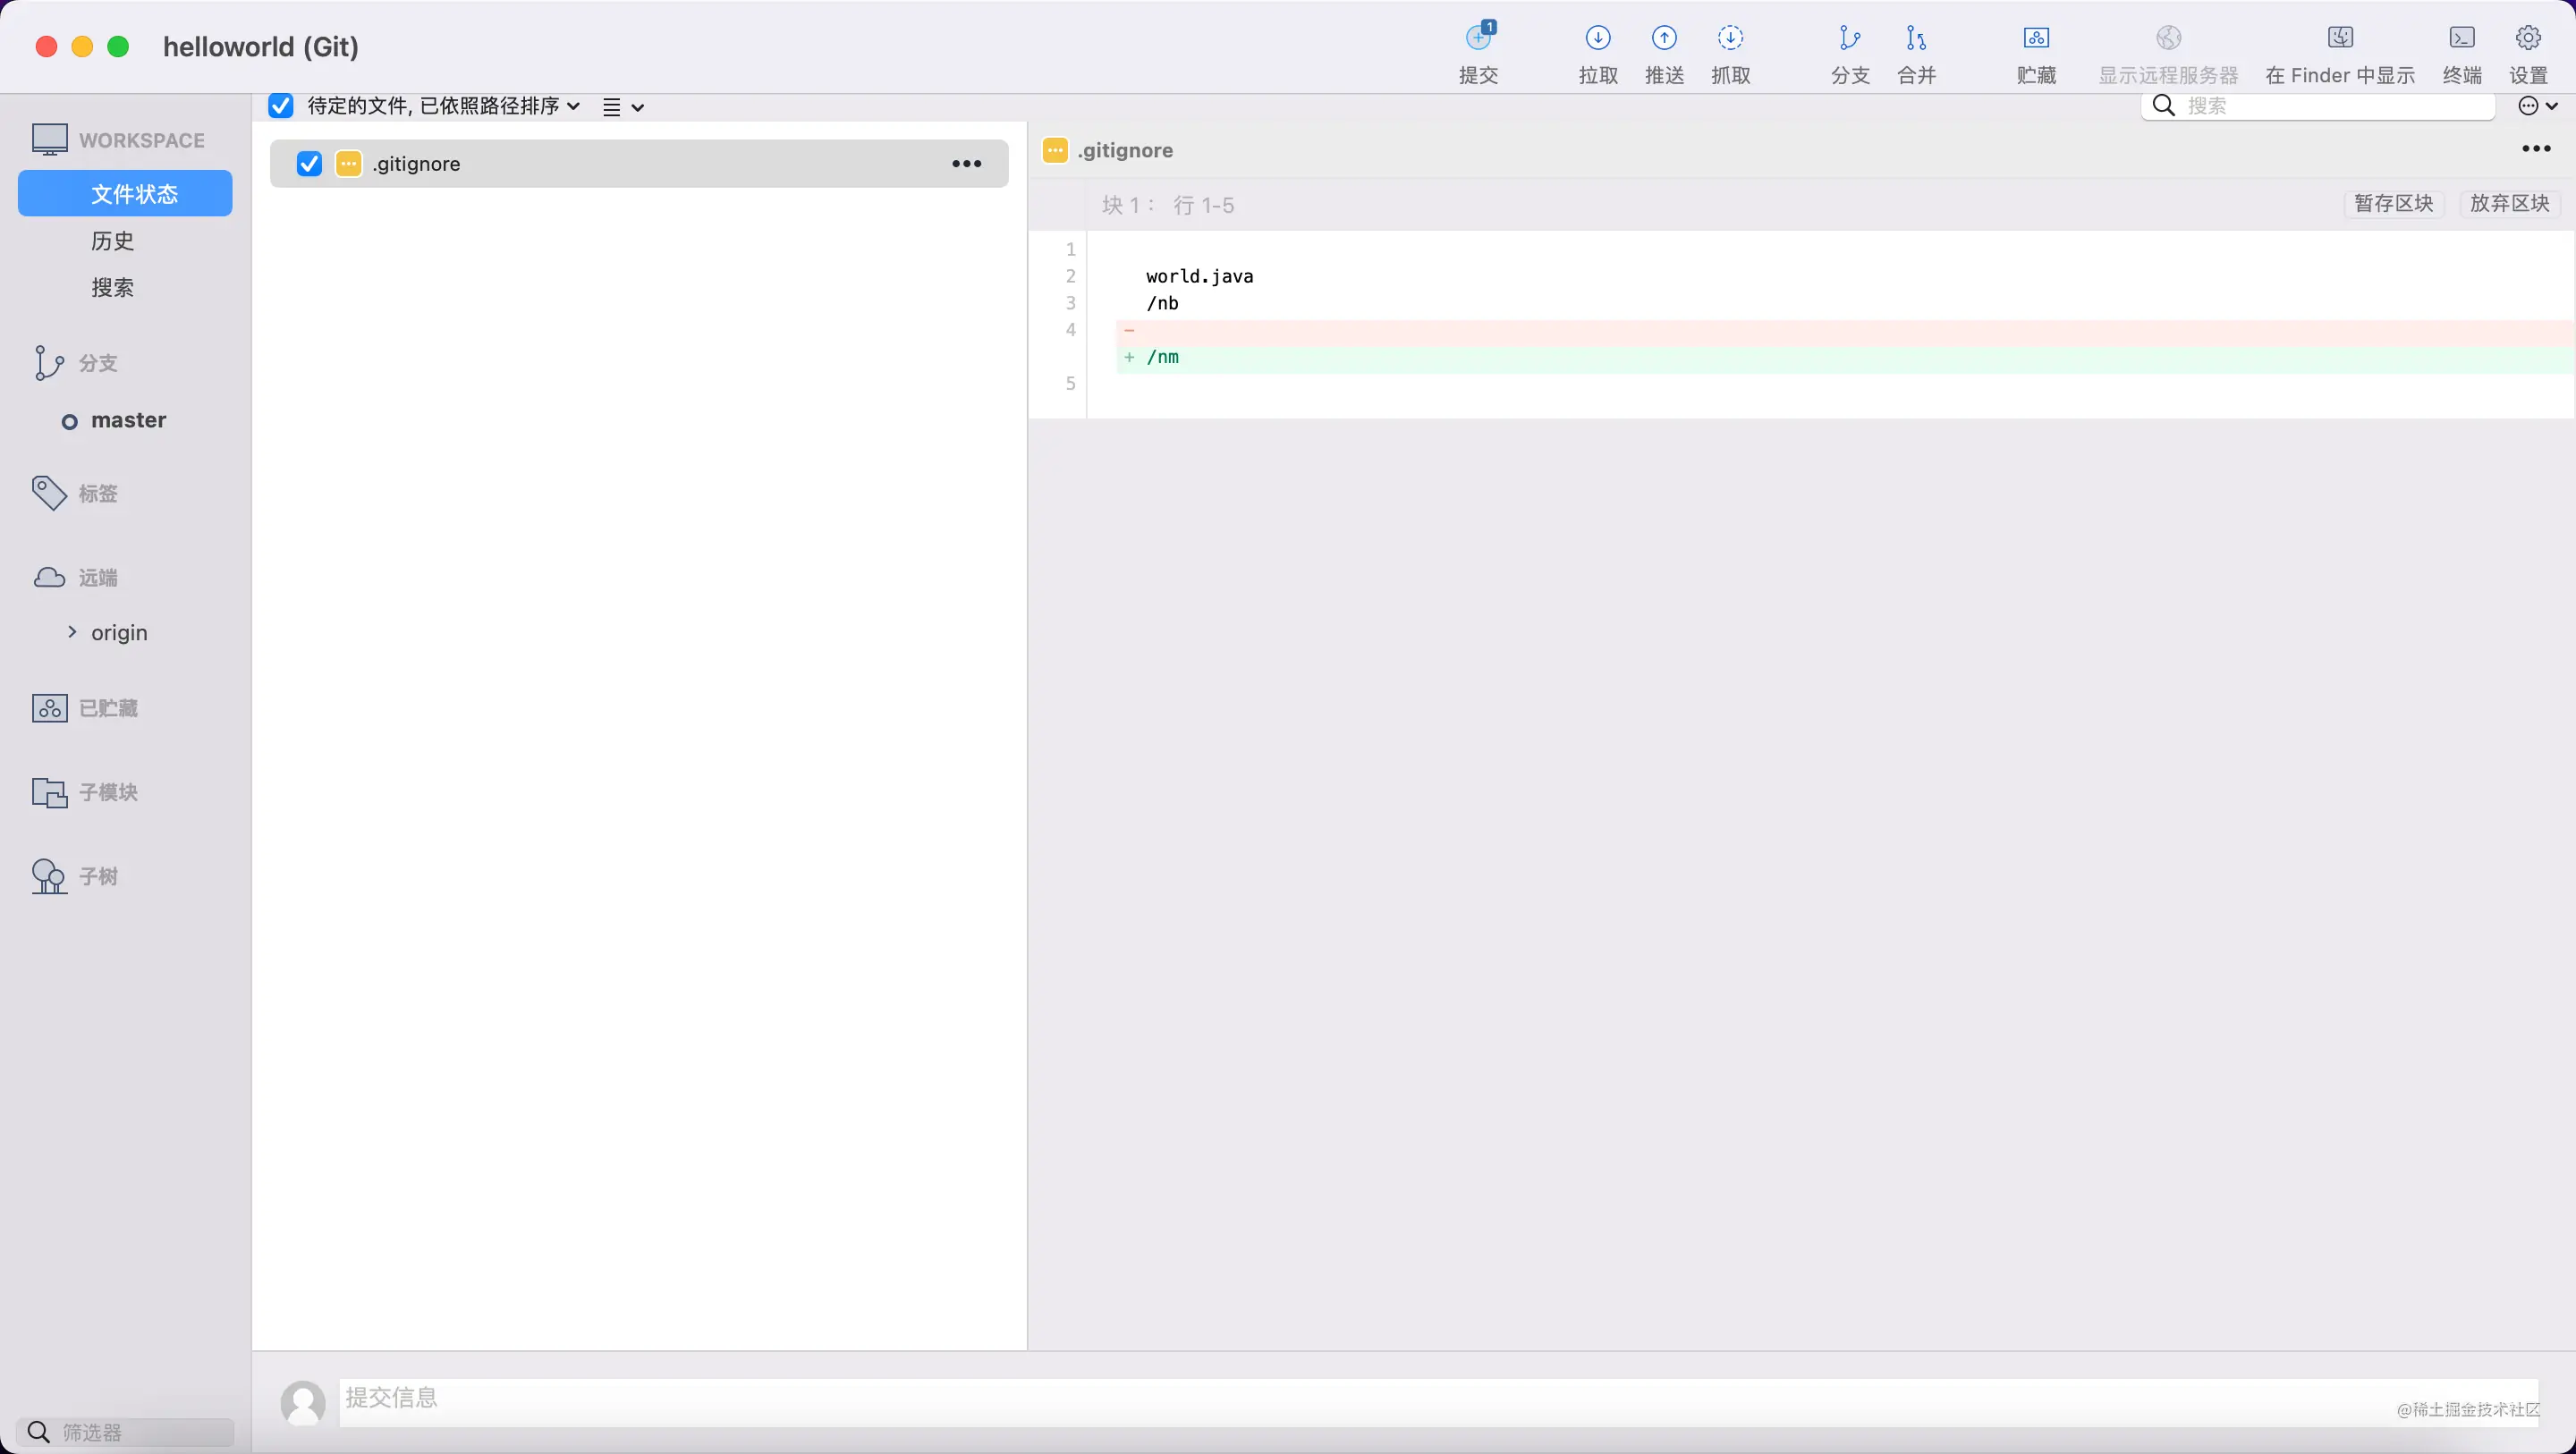 helloworld (Git)
1
提交
拉取
推送
抓取
分支
合并
贮藏
显示远程服务器
在 Finder 中显示
终端
设置
待定的文件, 已依照路径排序
搜索
WORKSPACE
文件状态
历史
搜索
分支
master
标签
远端
origin
已贮藏
子模块
子树
筛选器
.gitignore
.gitignore
块 1： 行 1-5
暂存区块
放弃区块
1
2 world.java
3 /nb
4 -
+ /nm
5
提交信息
@稀土掘金技术社区